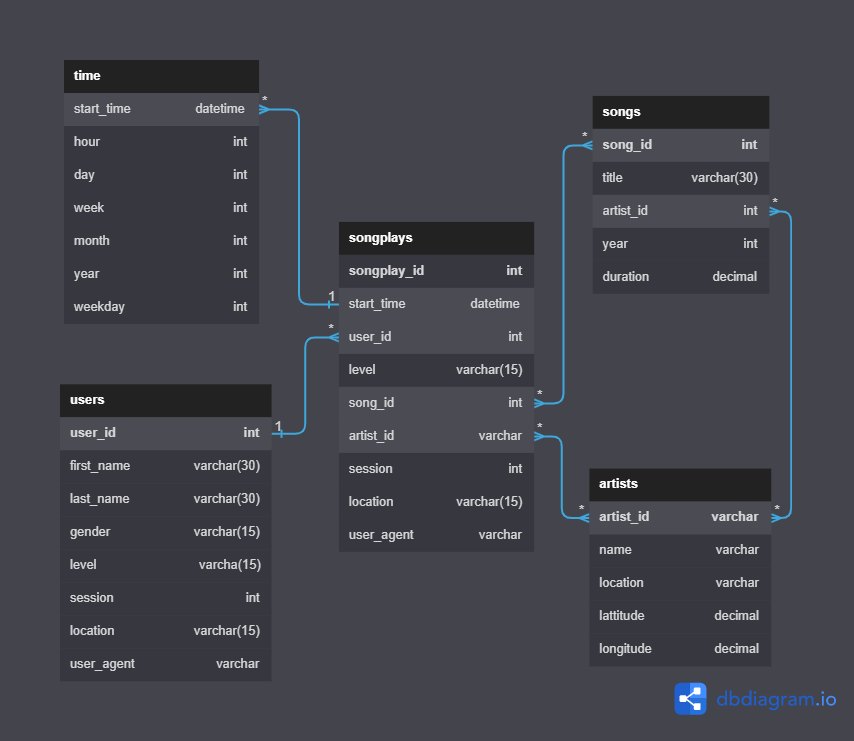 time
start_time datetime
hour int
day int
week int
month int
year int
weekday int
*
songs
song_id int
title varchar(30)
artist_id int
year int
duration decimal
*
*
songplays
songplay_id int
start_time datetime
user_id int
level varchar(15)
song_id int
artist_id varchar
session int
location varchar(15)
user_agent varchar
1
*
*
*
users
user_id int
first_name varchar(30)
last_name varchar(30)
gender varchar(15)
level varcha(15)
session int
location varchar(15)
user_agent varchar
1
artists
artist_id varchar
name varchar
location varchar
lattitude decimal
longitude decimal
*
*
dbdiagram.io